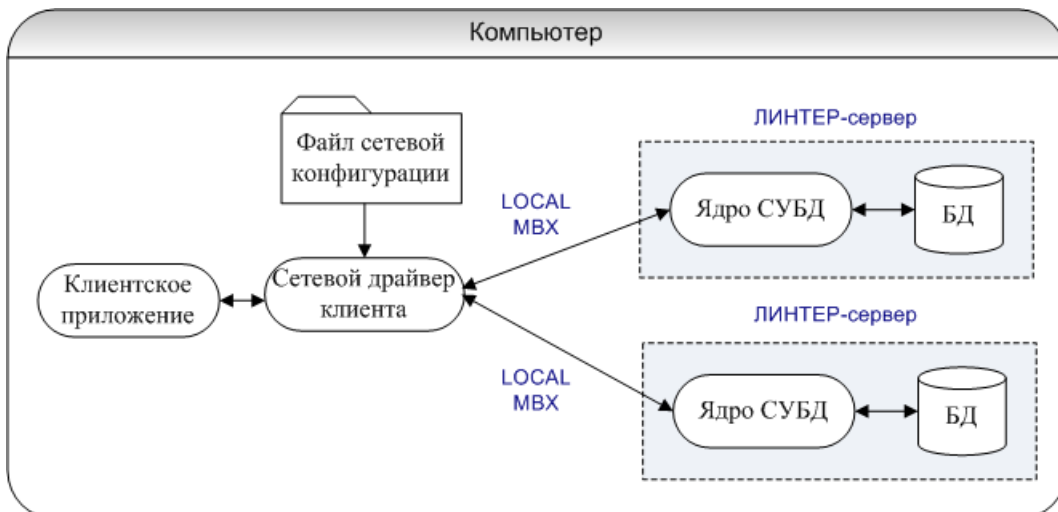 Компьютер
Файл сетевой
конфигурации
Клиентское
приложение
Сетевой драйвер
клиента
LOCAL
MBX
ЛИНТЕР-сервер
Ядро СУБД
БД
LOCAL
MBX
ЛИНТЕР-сервер
Ядро СУБД
БД